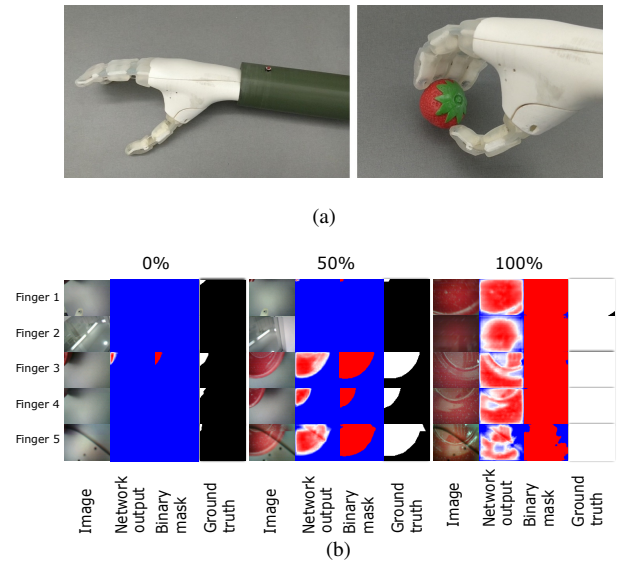 (a)
0% 50% 100%
Finger 1
Finger 2
Finger 3
Finger 4
Finger 5
Image
Network
output
Binary
mask
Ground
truth
Image
Network
output
Binary
mask
Ground
truth
Image
Network
output
Binary
mask
Ground
truth
(b)